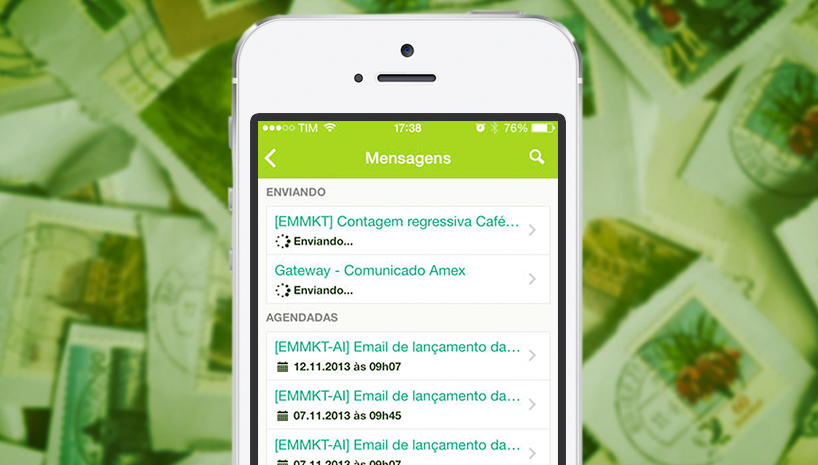 TIM 17:38 76%
Mensagens
ENVIANDO
[EMMKT] Contagem regressiva Café...
Enviando...
Gateway - Comunicado Amex
Enviando...
AGENDADAS
[EMMKT-AI] Email de lançamento da...
12.11.2013 às 09h07
[EMMKT-AI] Email de lançamento da...
07.11.2013 às 09h45
[EMMKT-AI] Email de lançamento da...
07.11.2013 às 09h07